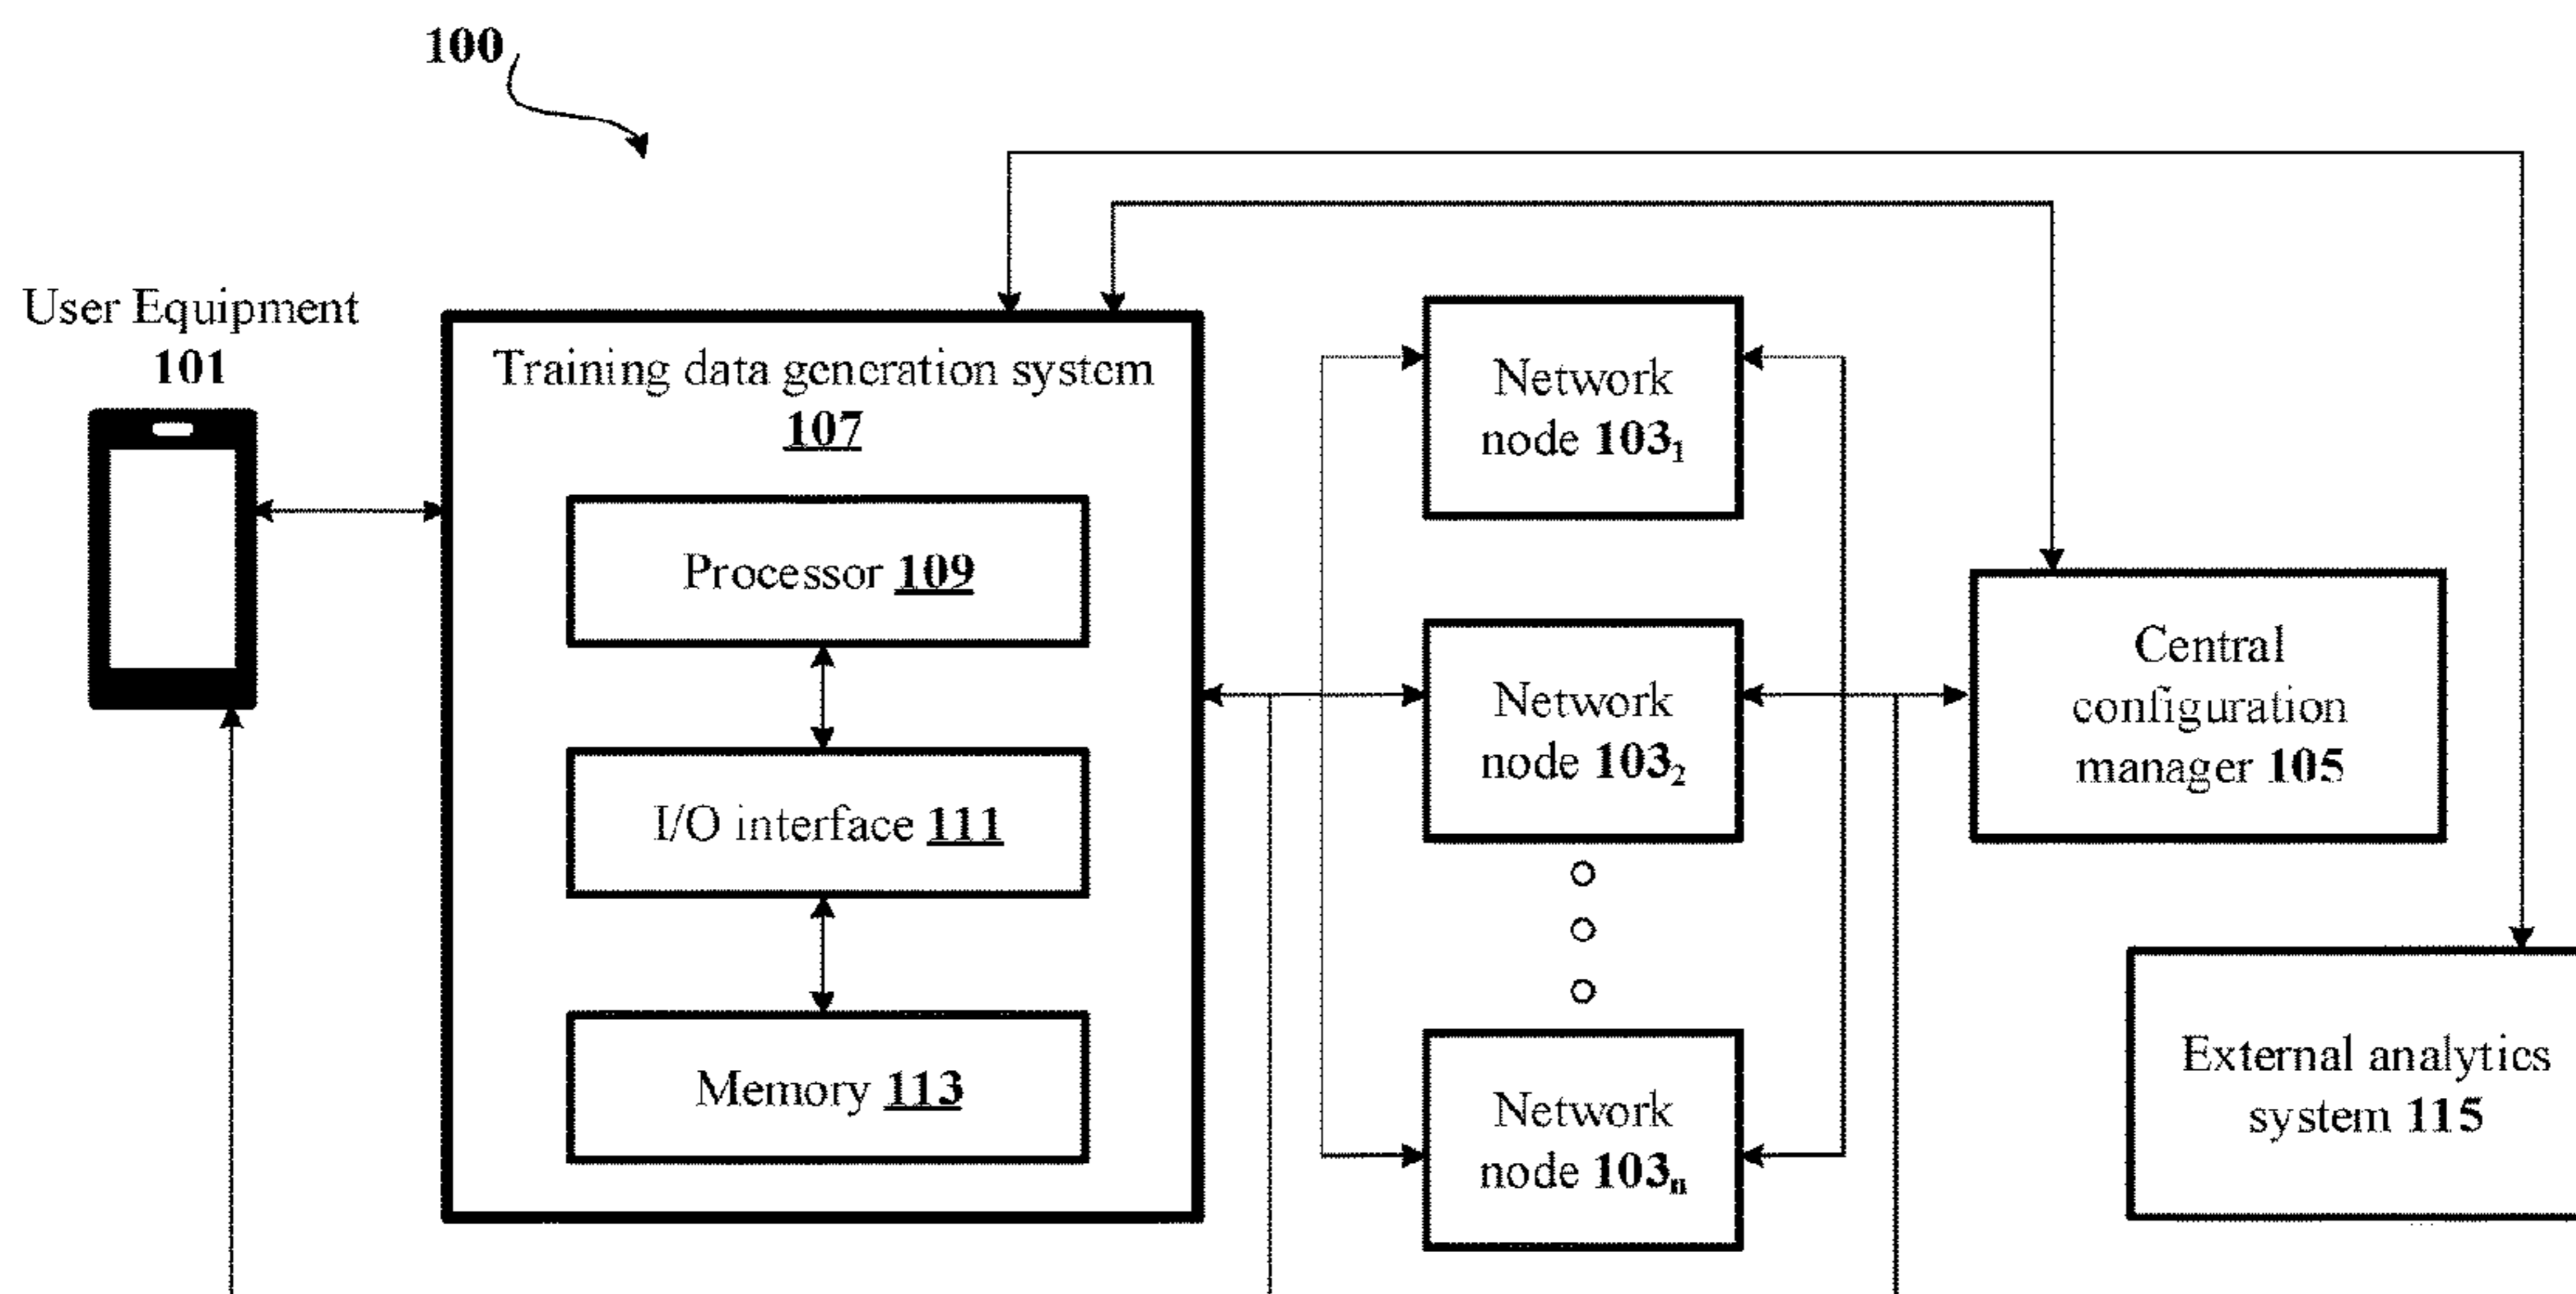 100
User Equipment
101
Training data generation system
107
Processor 109
I/O interface 111
Memory 113
Network
node 103₁
Network
node 103₂
Network
node 103ₙ
Central
configuration
manager 105
External analytics
system 115